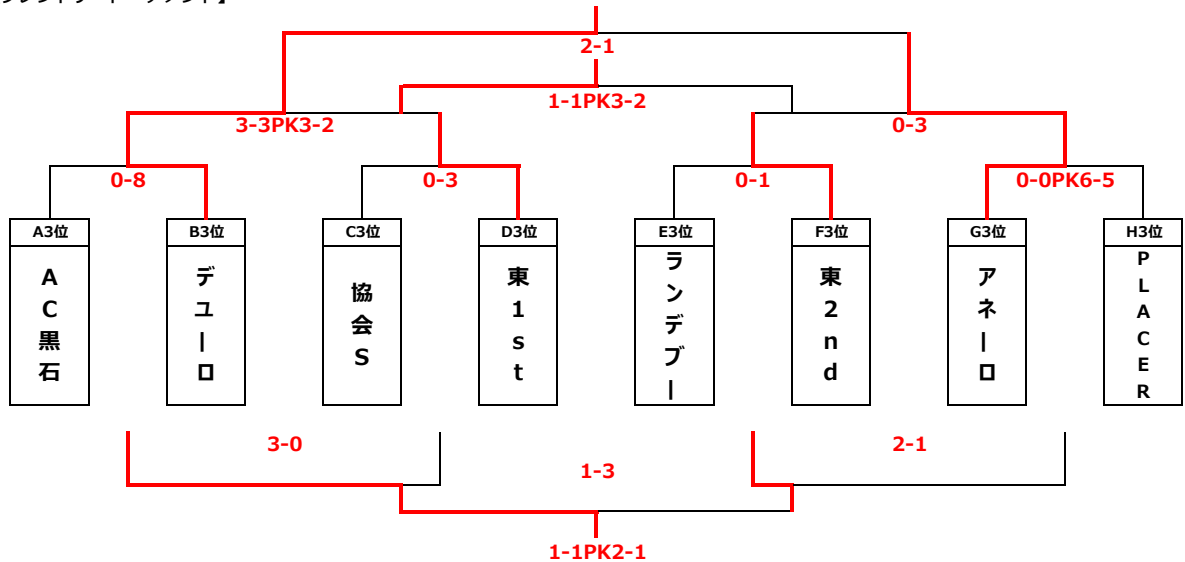 2-1
1-1PK3-2
3-3PK3-2
0-3
0-8
0-3
0-1
0-0PK6-5
A3位
B3位
C3位
D3位
E3位
F3位
G3位
H3位
AC黒石
デューロ
協会S
東1st
ランデブー
東2nd
アネーロ
PLACER
3-0
2-1
1-3
1-1PK2-1